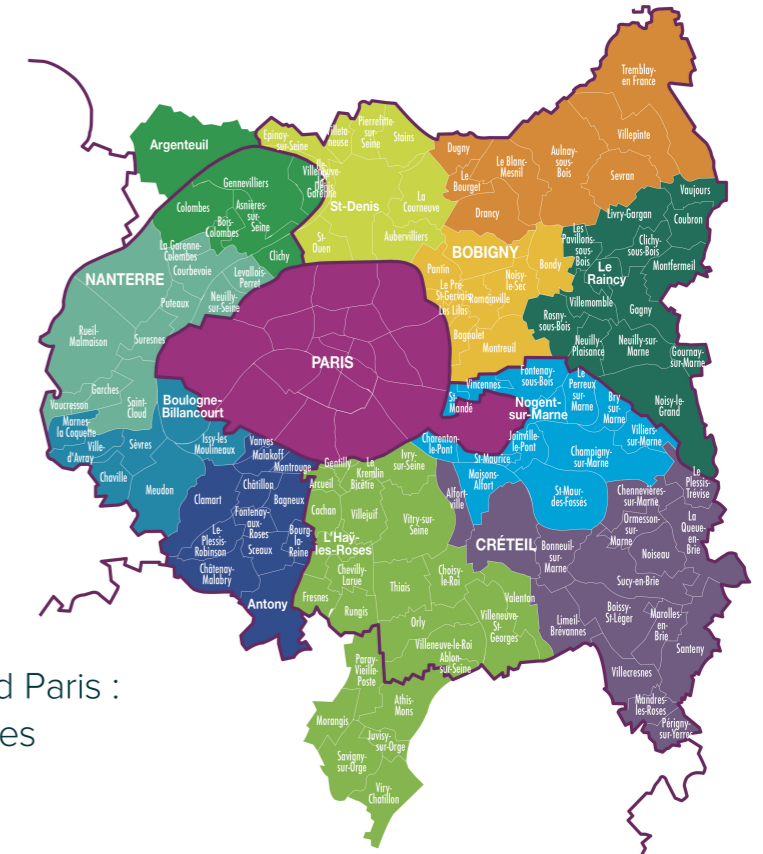 Tremblay-
en France
Argenteuil
Epinay-
sur-Seine
Villeta-
neuse
Pierrefitte-
sur-
Seine
Stains
Dugny
Le
Bourget
Le Blanc-
Mesnil
Aulnay-
sous-
Bois
Villepinte
Sevran
Drancy
Vaujours
Gennevilliers
Villeneuve-
Garenne
Colombes
Asnières-
sur-
Seine
Bois-
Colombes
Clichy
St-Denis
La
Courneuve
St-
Ouen
Aubervilliers
Livry-Gargan
Coubron
Les
Pavillons-
sous-
Bois
Clichy-
sous-Bois
Montfermeil
Le
Raincy
Villemomble
Gagny
Rosny-
sous-Bois
Neuilly-
Plaisance
Neuilly-sur-
Marne
Gournay-
sur-Marne
Noisy-le-
Grand
BOBIGNY
Pantin
Noisy-
le-Sec
Bondy
Le Pré-
St-Gervais
Romainville
Les Lilas
Bagnolet
Montreuil
La Garenne-
Colombes
NANTERRE
Courbevoie
Levallois-
Perret
Puteaux
Neuilly-
sur-Seine
Rueil-
Malmaison
Suresnes
Garches
Vaucresson
Saint-
Cloud
PARIS
Marnes-
la Coquette
Ville-
d'Avray
Sèvres
Boulogne-
Billancourt
Issy-les
Moulineaux
Chaville
Meudon
Vanves
Malakoff
Montrouge
Châtillon
Clamart
Bagneux
Fontenay-
aux-
Roses
Le-
Plessis-
Robinson
Sceaux
Bourg-
la-
Reine
Châtenay-
Malabry
Antony
Vincennes
St-
Mandé
Fontenay-
sous-Bois
Le
Perreux
sur-
Marne
Nogent-
sur-Marne
Bry
sur-
Marne
Villiers-
sur-Marne
Charenton-
le-Pont
St-Maurice
Joinville-
le-Pont
Maisons-
Alfort
Champigny-
sur-Marne
St-Maur-
des-Fossés
Gentilly
Le
Kremlin
Bicêtre
Ivry-
sur-Seine
Arcueil
Cachan
Villejuif
Vitry-sur-
Seine
L'Haÿ-
les-Roses
Chevilly-
Larue
Fresnes
Rungis
Thiais
Choisy-
le-Roi
Orly
Valenton
Villeneuve-
St-
Georges
Villeneuve-le-Roi
Ablon-
sur-Seine
Alfort-
ville
CRÉTEIL
Bonneuil-
sur-
Marne
Chennevières-
sur-Marne
Le
Plessis-
Trévise
Ormesson-
sur-
Marne
La
Queue-
en-
Brie
Noiseau
Sucy-en-Brie
Limeil-
Brévannes
Boissy-
St-Léger
Marolles-
en-
Brie
Santeny
Villecresnes
Mandres-
les-Roses
Périgny-
sur-Yerres
Paray-
Vieille-
Poste
Athis-
Mons
Morangis
Juvisy-
sur-Orge
Savigny-
sur-Orge
Viry-
Chatillon
d Paris :
es